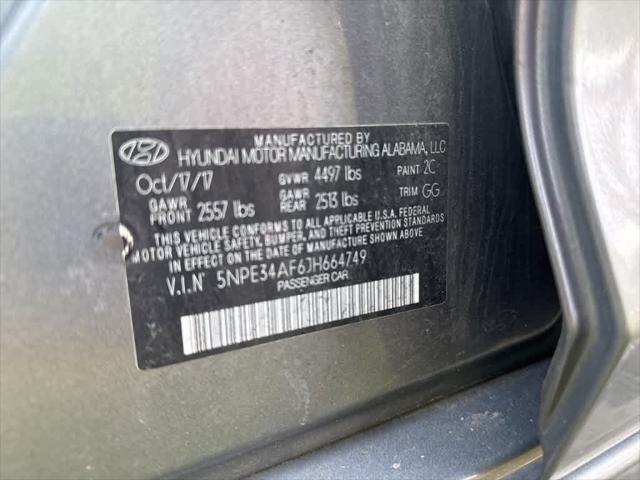 MANUFACTURED BY
HYUNDAI MOTOR MANUFACTURING ALABAMA, LLC
Oct/17/17 GVWR 4497 lbs PAINT 2C
GAWR FRONT 2557 lbs GAWR REAR 2513 lbs TRIM GG
THIS VEHICLE CONFORMS TO ALL APPLICABLE U.S.A. FEDERAL
MOTOR VEHICLE SAFETY, BUMPER, AND THEFT PREVENTION STANDARDS
IN EFFECT ON THE DATE OF MANUFACTURE SHOWN ABOVE.
V.I.N' 5NPE34AF6JH664749
PASSENGER CAR